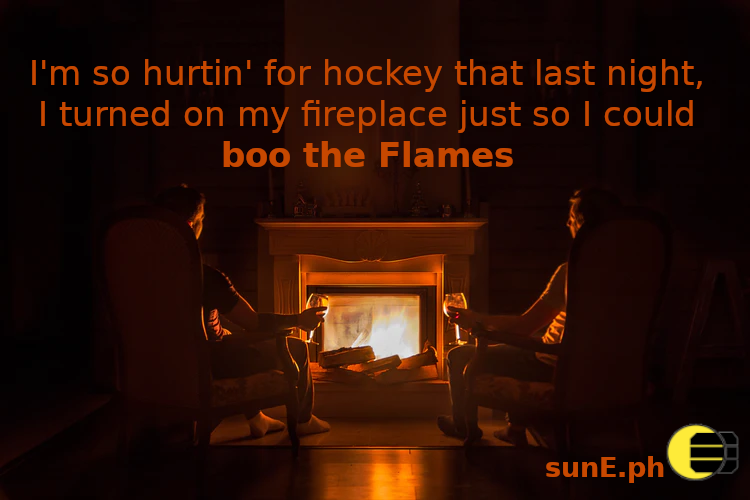 I'm so hurtin' for hockey that last night,
I turned on my fireplace just so I could
boo the Flames
sunE.ph